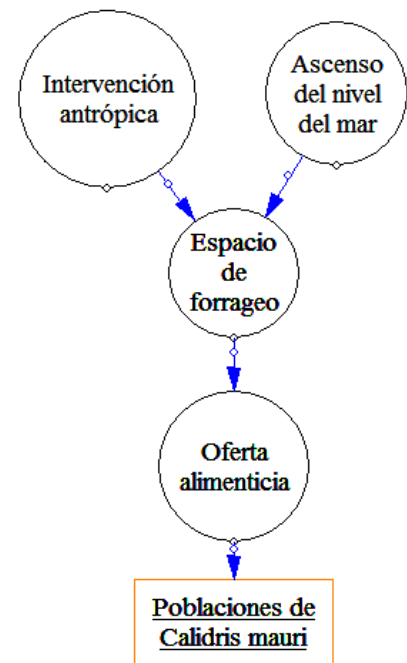 Intervención
antrópica
Ascenso
del nivel
del mar
Espacio
de
forrageo
Oferta
alimenticia
Poblaciones de
Calidris mauri